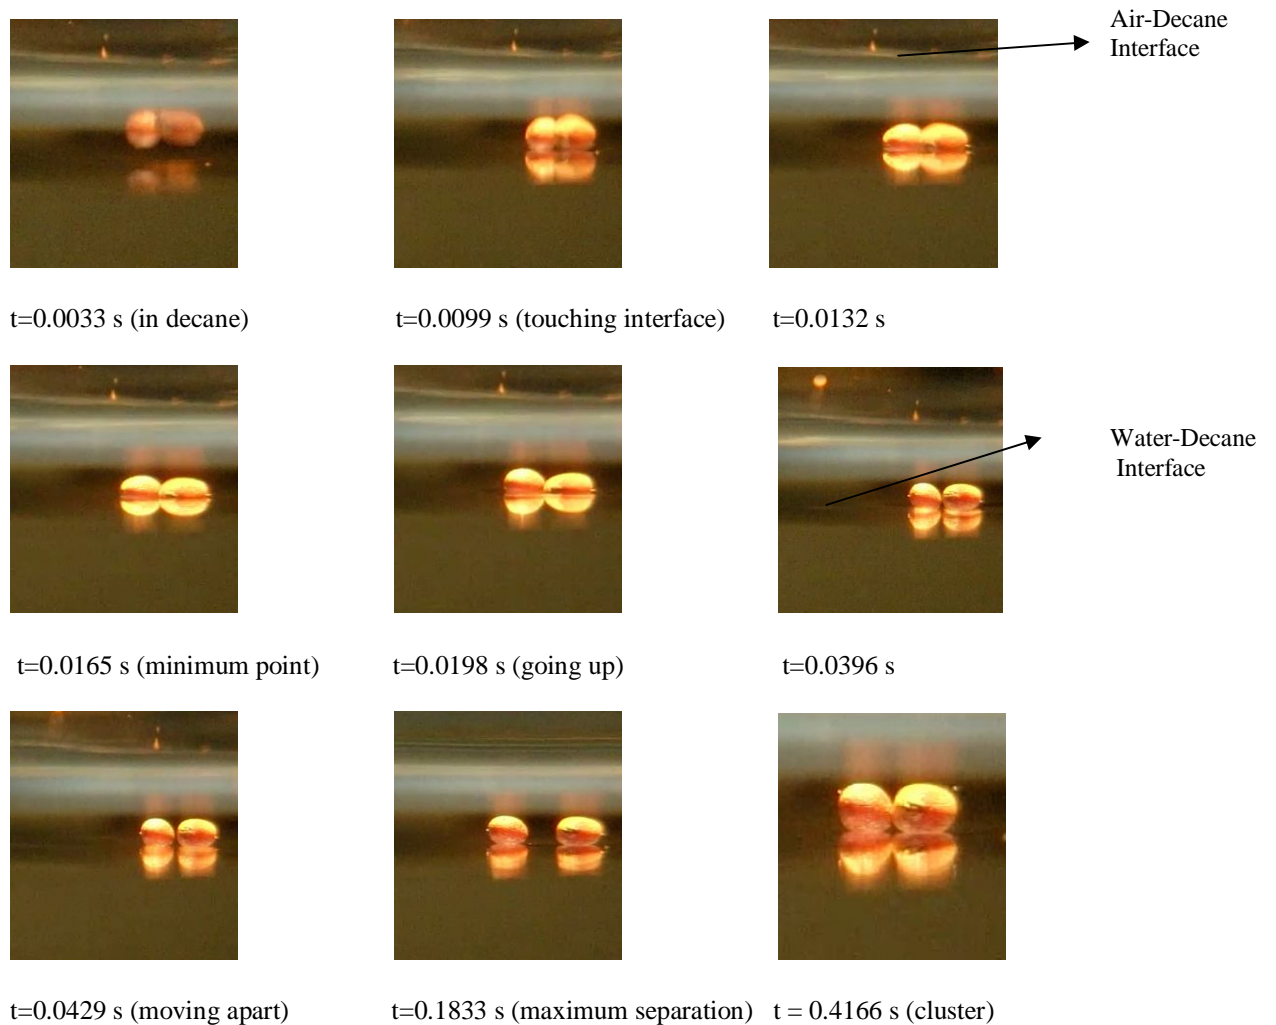 Air-Decane
Interface
t=0.0033 s (in decane)
t=0.0099 s (touching interface)
t=0.0132 s
Water-Decane
Interface
t=0.0165 s (minimum point)
t=0.0198 s (going up)
t=0.0396 s
t=0.0429 s (moving apart)
t=0.1833 s (maximum separation)
t = 0.4166 s (cluster)